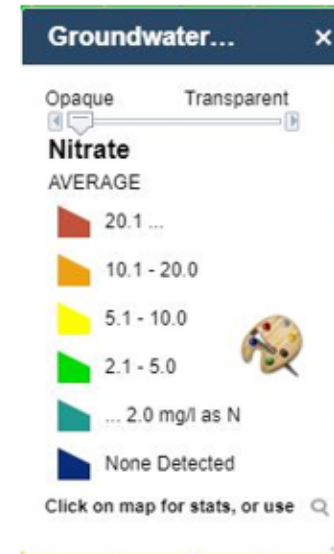 Groundwater... ×
Opaque Transparent
Nitrate
AVERAGE
20.1 ...
10.1 - 20.0
5.1 - 10.0
2.1 - 5.0
... 2.0 mg/l as N
None Detected
Click on map for stats, or use